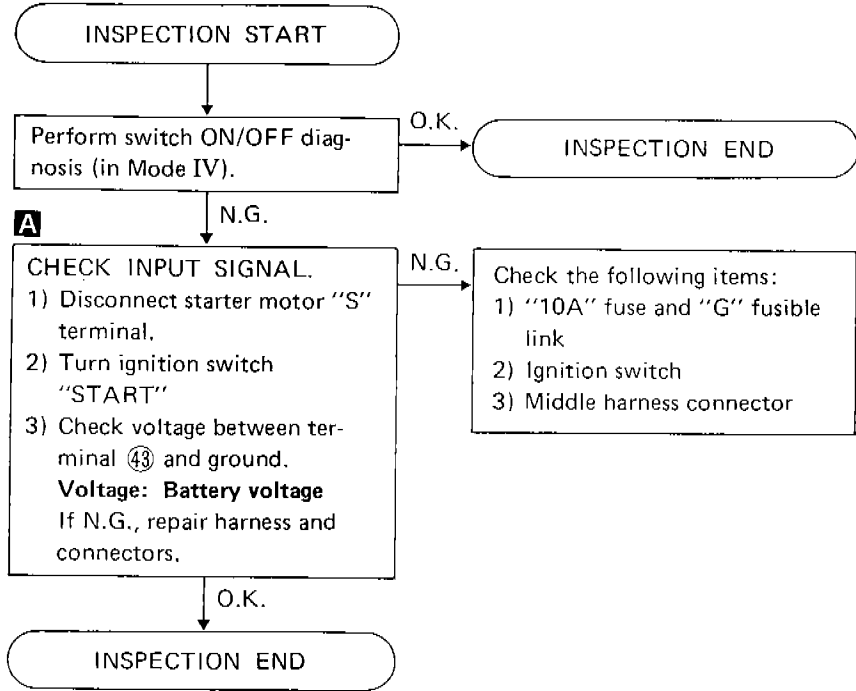 INSPECTION START
Perform switch ON/OFF diag-
nosis (in Mode IV).
O.K.
INSPECTION END
N.G.
A
CHECK INPUT SIGNAL.
1) Disconnect starter motor "S"
terminal.
2) Turn ignition switch
"START"
3) Check voltage between ter-
minal ㊸ and ground.
Voltage: Battery voltage
If N.G., repair harness and
connectors.
N.G.
Check the following items:
1) "10A" fuse and "G" fusible
link
2) Ignition switch
3) Middle harness connector
O.K.
INSPECTION END